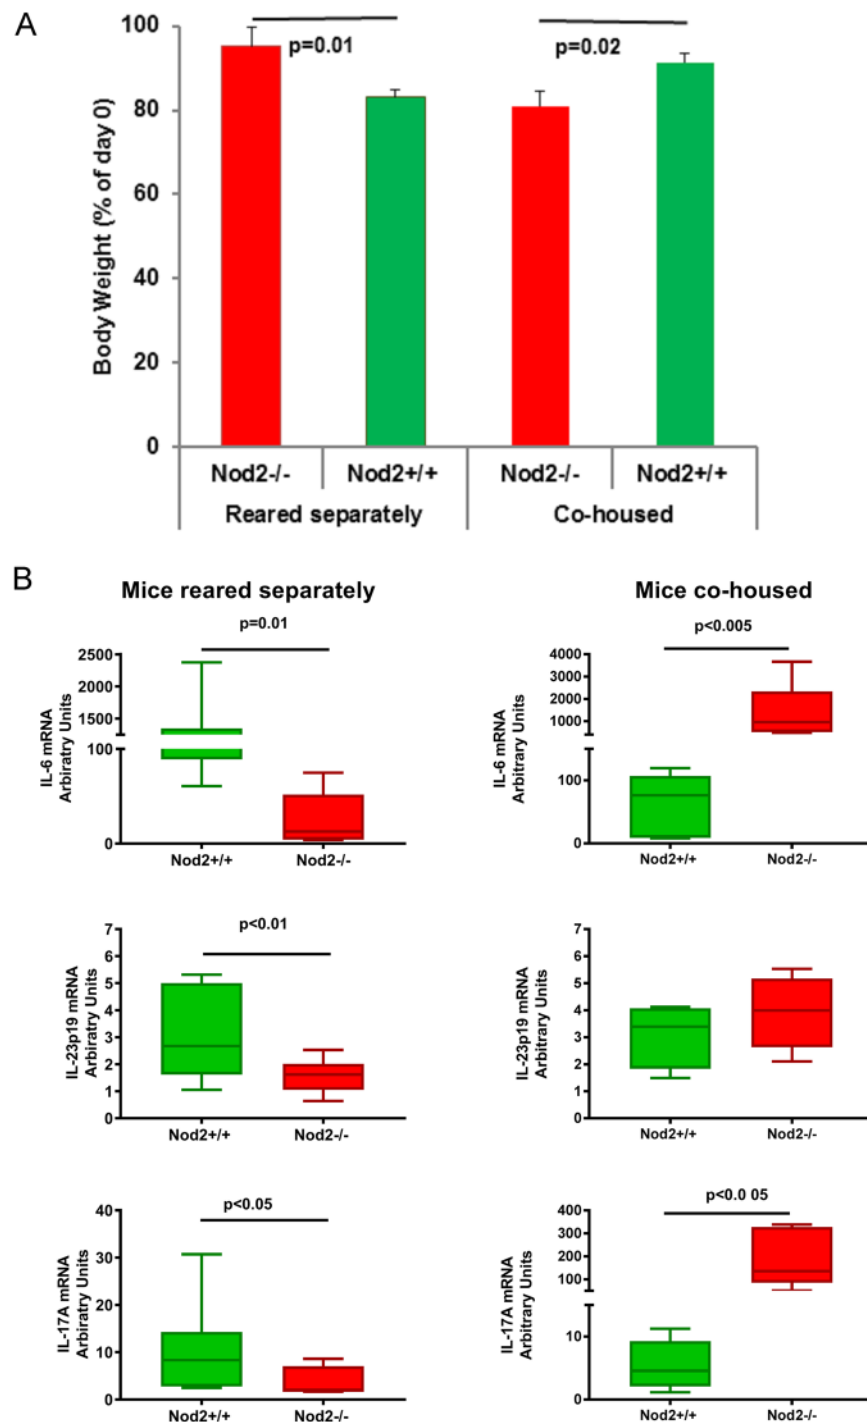 A
100
80
60
40
20
0
Body Weight (% of day 0)
p=0.01
p=0.02
Nod2-/- Nod2+/+ Nod2-/- Nod2+/+
Reared separately Co-housed
B
Mice reared separately
p=0.01
2500
2000
1500
1000
500
100
0
IL-6 mRNA
Arbiratry Units
Nod2+/+ Nod2-/-
Mice co-housed
p<0.005
4000
3000
2000
1000
100
0
IL-6 mRNA
Arbitrary Units
Nod2+/+ Nod2-/-
p<0.01
7
6
5
4
3
2
1
0
IL-23p19 mRNA
Arbiratry Units
Nod2+/+ Nod2-/-
7
6
5
4
3
2
1
0
IL-23p19 mRNA
Arbitrary Units
Nod2+/+ Nod2-/-
p<0.05
40
30
20
10
0
IL-17A mRNA
Arbiratry Units
Nod2+/+ Nod2-/-
p<0.0 05
400
300
200
100
10
0
IL-17A mRNA
Arbitrary Units
Nod2+/+ Nod2-/-